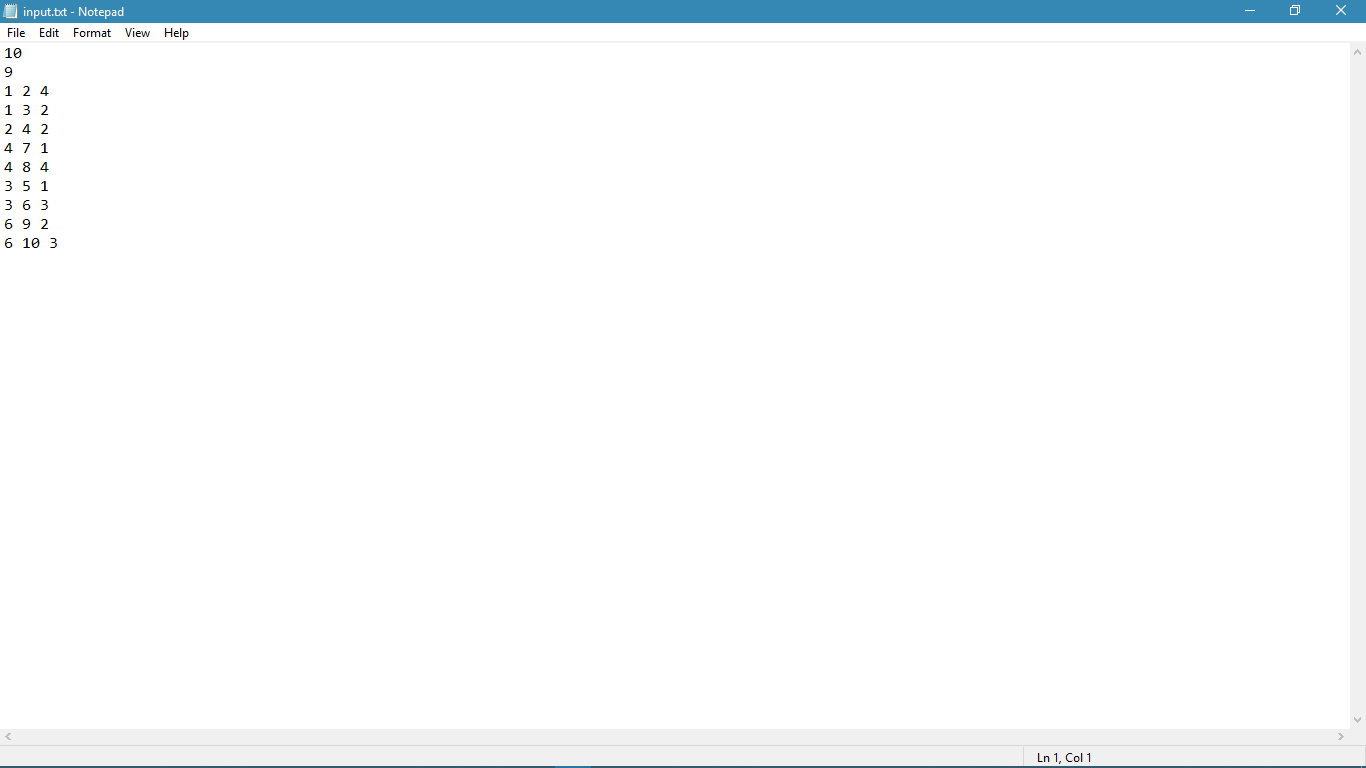 input.txt - Notepad
File Edit Format View Help
10
9
1 2 4
1 3 2
2 4 2
4 7 1
4 8 4
3 5 1
3 6 3
6 9 2
6 10 3
Ln 1, Col 1